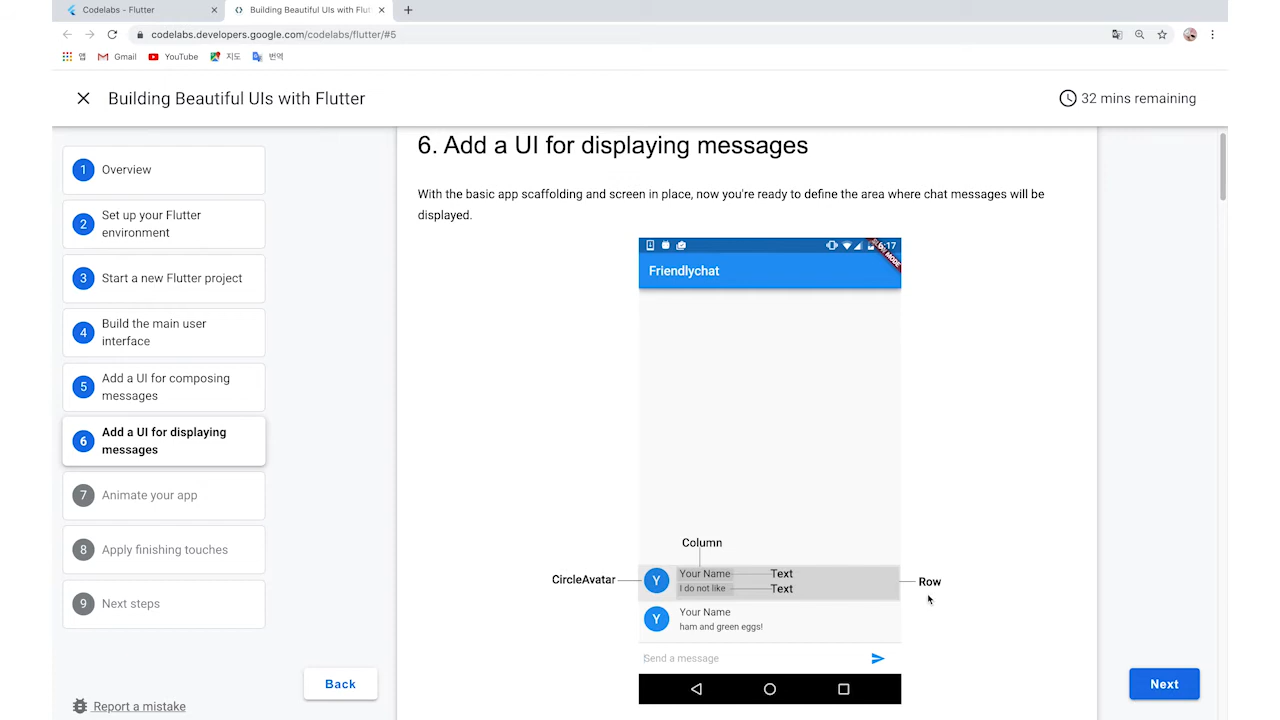 Codelabs - Flutter
Building Beautiful UIs with Flut
codelabs.developers.google.com/codelabs/flutter/#5
앱
Gmail
YouTube
지도
번역
Building Beautiful UIs with Flutter
32 mins remaining
1 Overview
2 Set up your Flutter
environment
3 Start a new Flutter project
4 Build the main user
interface
5 Add a UI for composing
messages
6 Add a UI for displaying
messages
7 Animate your app
8 Apply finishing touches
9 Next steps
Report a mistake
6. Add a UI for displaying messages
With the basic app scaffolding and screen in place, now you're ready to define the area where chat messages will be
displayed.
6:17
Friendlychat
Column
CircleAvatar
Y
Your Name
Text
I do not like
Text
Row
Y
Your Name
ham and green eggs!
Send a message
Back
Next